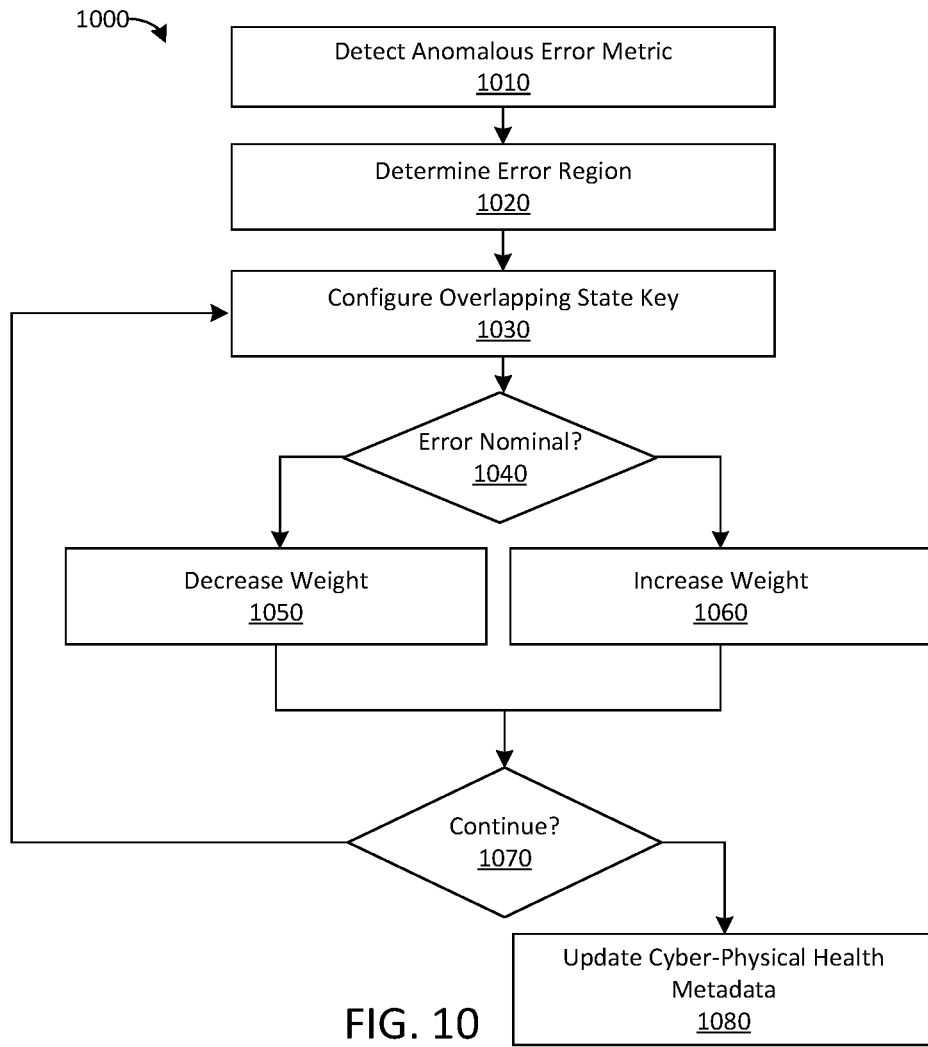 1000
Detect Anomalous Error Metric
1010
Determine Error Region
1020
Configure Overlapping State Key
1030
Error Nominal?
1040
Decrease Weight
1050
Increase Weight
1060
Continue?
1070
Update Cyber-Physical Health
Metadata
1080
FIG. 10